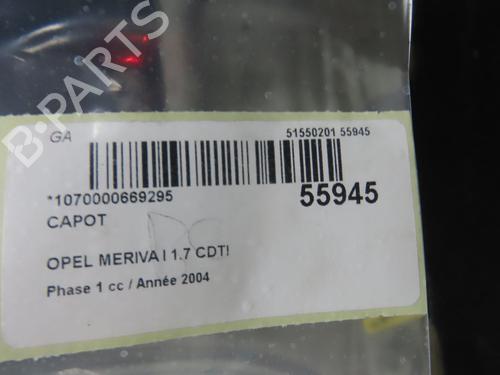 B-PARTS
GA
51550201 55945
*1070000669295
55945
CAPOT
OPEL MERIVA I 1.7 CDTI
Phase 1 cc / Année 2004